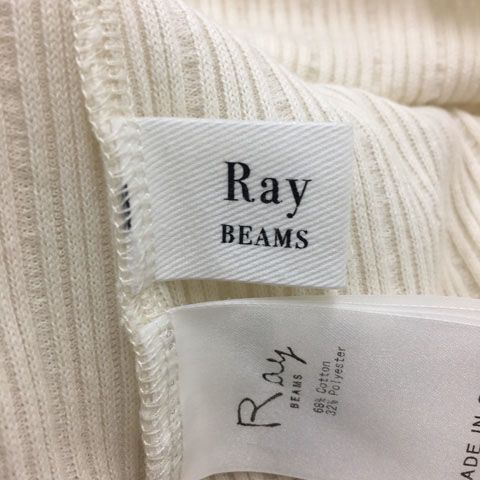 Ray
BEAMS
Ray
BEAMS
68% Cotton
32% Polyester
ADE IN